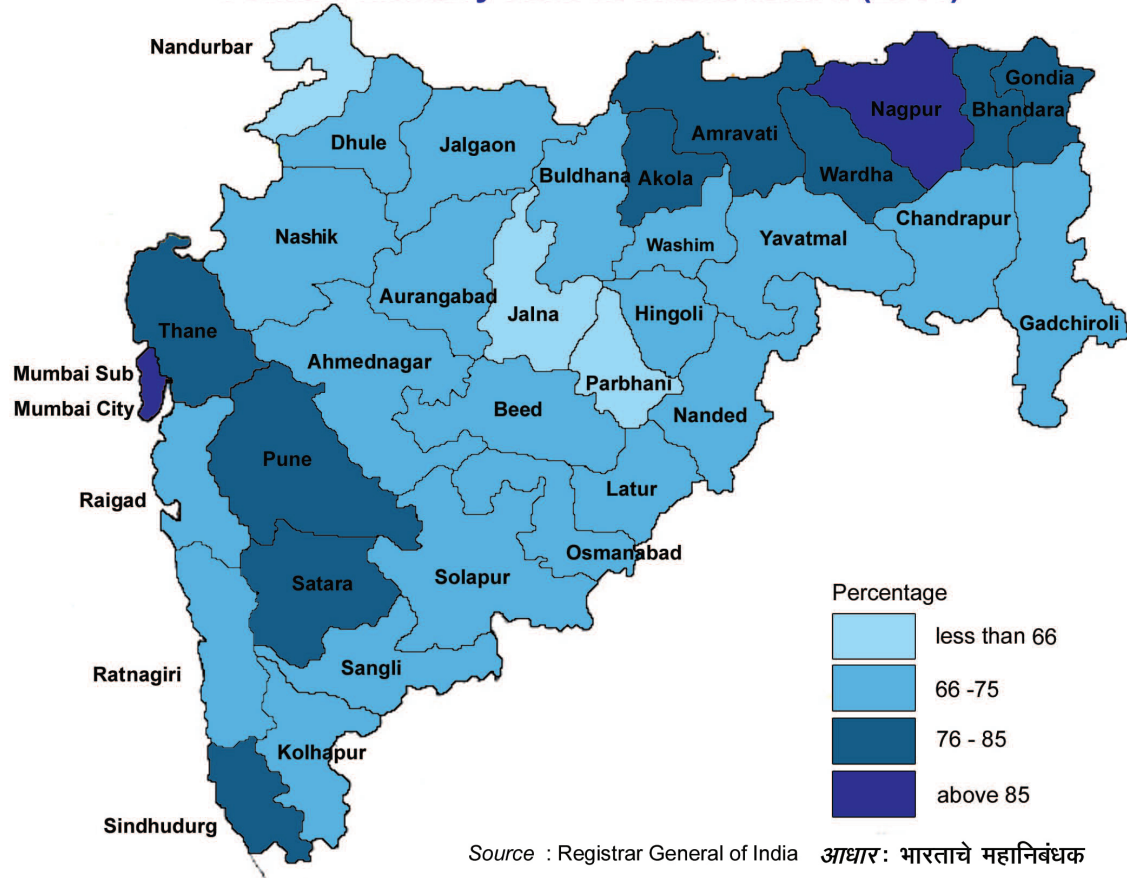 Nandurbar
Gondia
Nagpur
Bhandara
Dhule
Jalgaon
Amravati
Buldhana
Akola
Wardha
Chandrapur
Nashik
Washim
Yavatmal
Aurangabad
Jalna
Hingoli
Gadchiroli
Thane
Ahmednagar
Mumbai Sub
Parbhani
Mumbai City
Beed
Nanded
Pune
Latur
Raigad
Osmanabad
Satara
Solapur
Ratnagiri
Sangli
Kolhapur
Sindhudurg
Percentage
less than 66
66 -75
76 - 85
above 85
Source : Registrar General of India आधार : भारताचे महानिबंधक